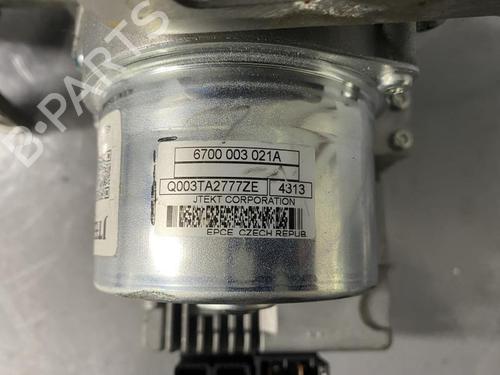 B-PARTS
6700 003 021A
Q003TA2777ZE 4313
JTEKT CORPORATION
EPCE CZECH REPUB